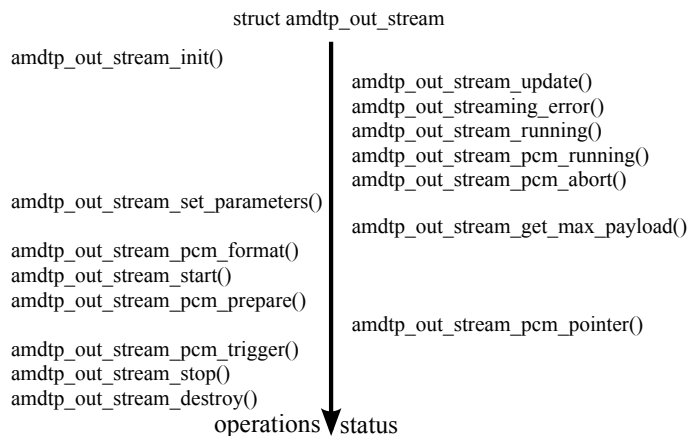 struct amdtp_out_stream
amdtp_out_stream_init()
amdtp_out_stream_update()
amdtp_out_streaming_error()
amdtp_out_stream_running()
amdtp_out_stream_pcm_running()
amdtp_out_stream_pcm_abort()
amdtp_out_stream_set_parameters()
amdtp_out_stream_get_max_payload()
amdtp_out_stream_pcm_format()
amdtp_out_stream_start()
amdtp_out_stream_pcm_prepare()
amdtp_out_stream_pcm_pointer()
amdtp_out_stream_pcm_trigger()
amdtp_out_stream_stop()
amdtp_out_stream_destroy()
operations
status